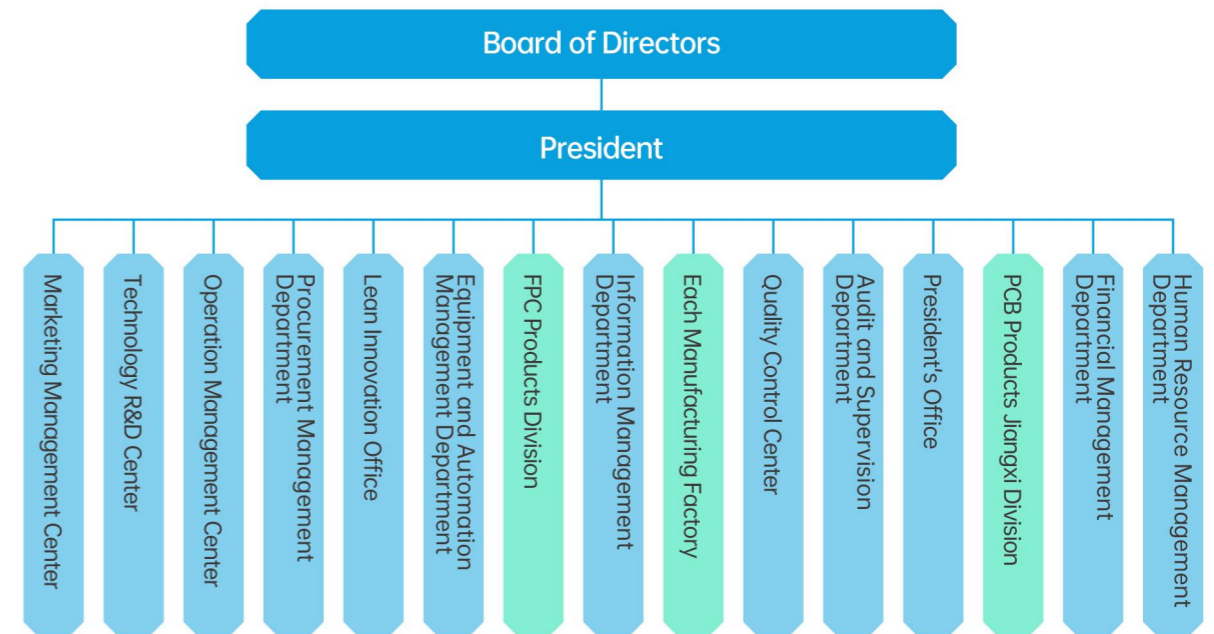 Board of Directors
President
Marketing Management Center
Technology R&D Center
Operation Management Center
Procurement Management
Department
Lean Innovation Office
Equipment and Automation
Management Department
FPC Products Division
Information Management
Department
Each Manufacturing Factory
Quality Control Center
Audit and Supervision
Department
President's Office
PCB Products Jiangxi Division
Financial Management
Department
Human Resource Management
Department